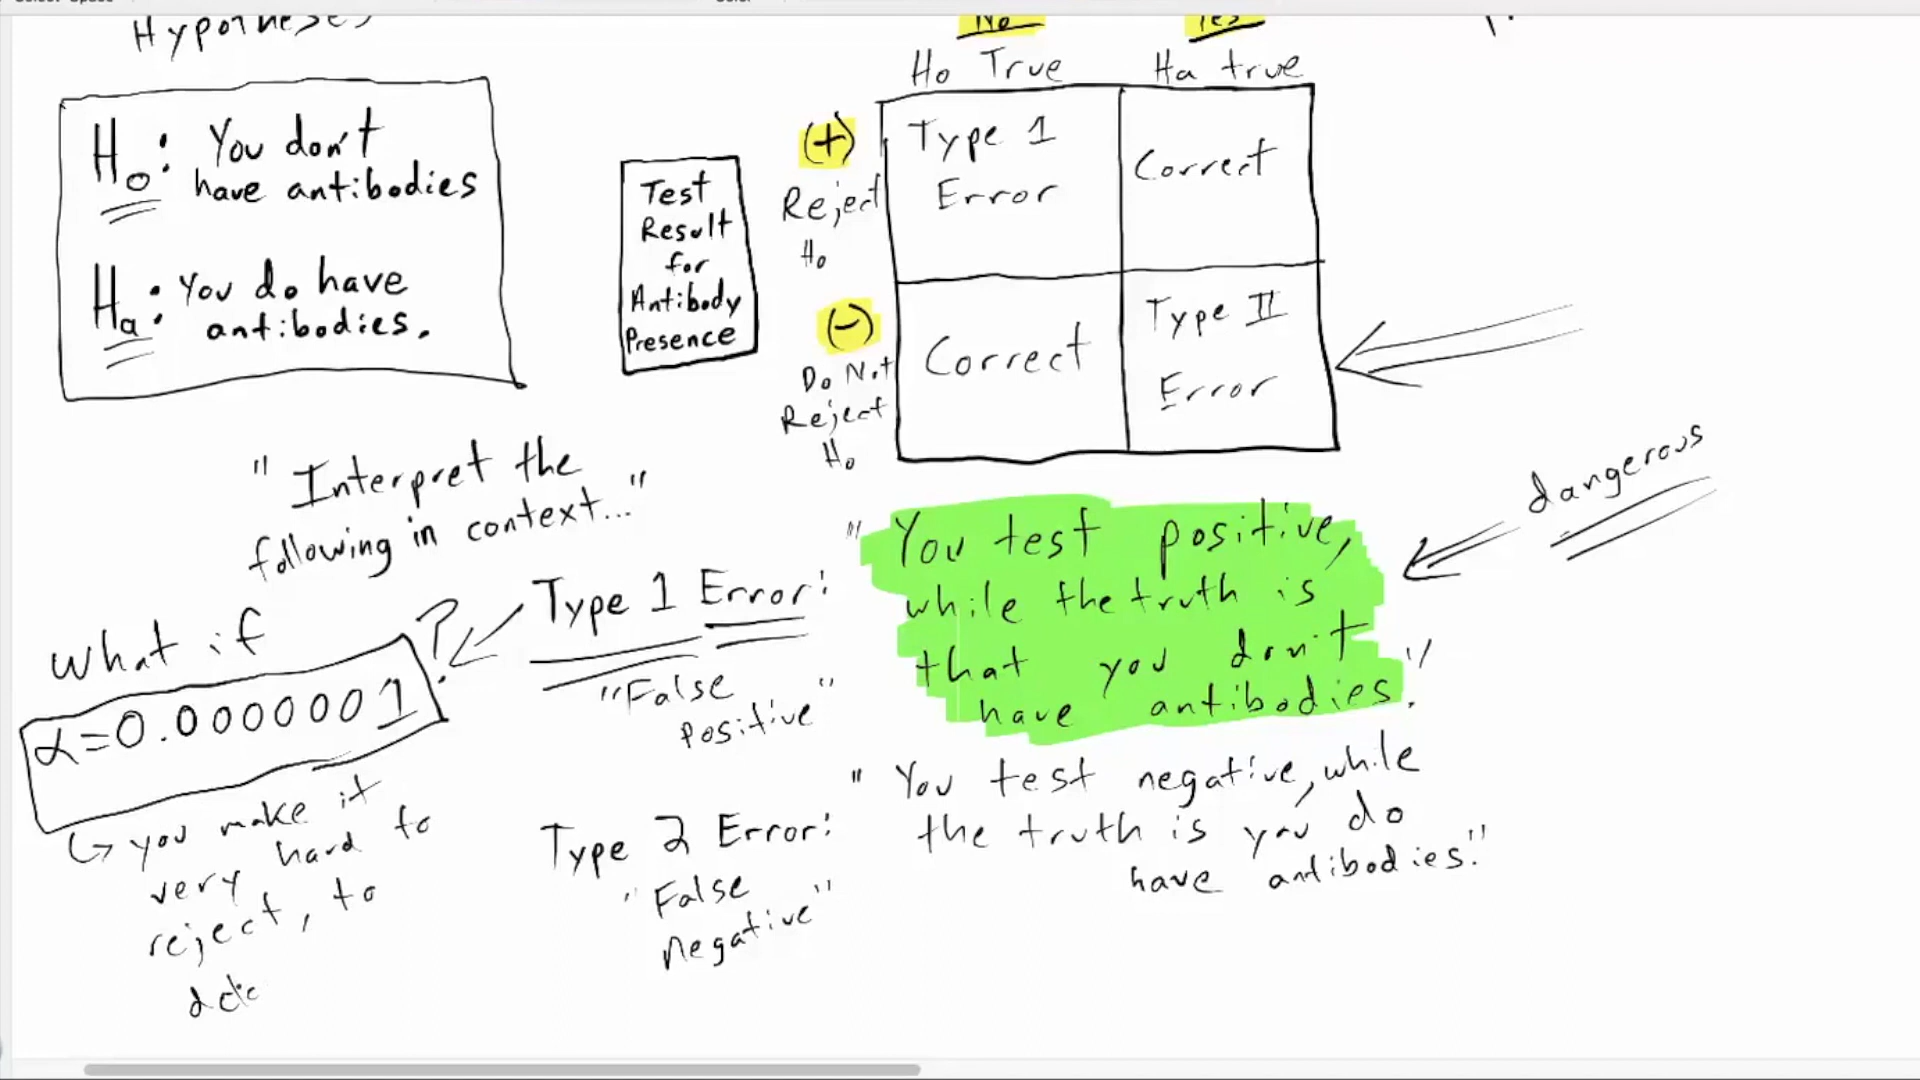 Hypotheses
H0: You don't
have antibodies
Ha: You do have
antibodies.
Test
Result
for
Antibody
Presence
No
Yes
Ho True
Ha true
(+)
Reject
Ho
(-)
Do Not
Reject
Ho
Type 1
Error
Correct
Correct
Type II
Error
"Interpret the
following in context..."
What if
α=0.0000001
?
↳ you make it
very hard to
reject, to
Type 1 Error:
"False
positive"
"You test positive,
while the truth is
that you don't
have antibodies."
dangerous
Type 2 Error:
"False
negative"
"You test negative, while
the truth is you do
have antibodies."